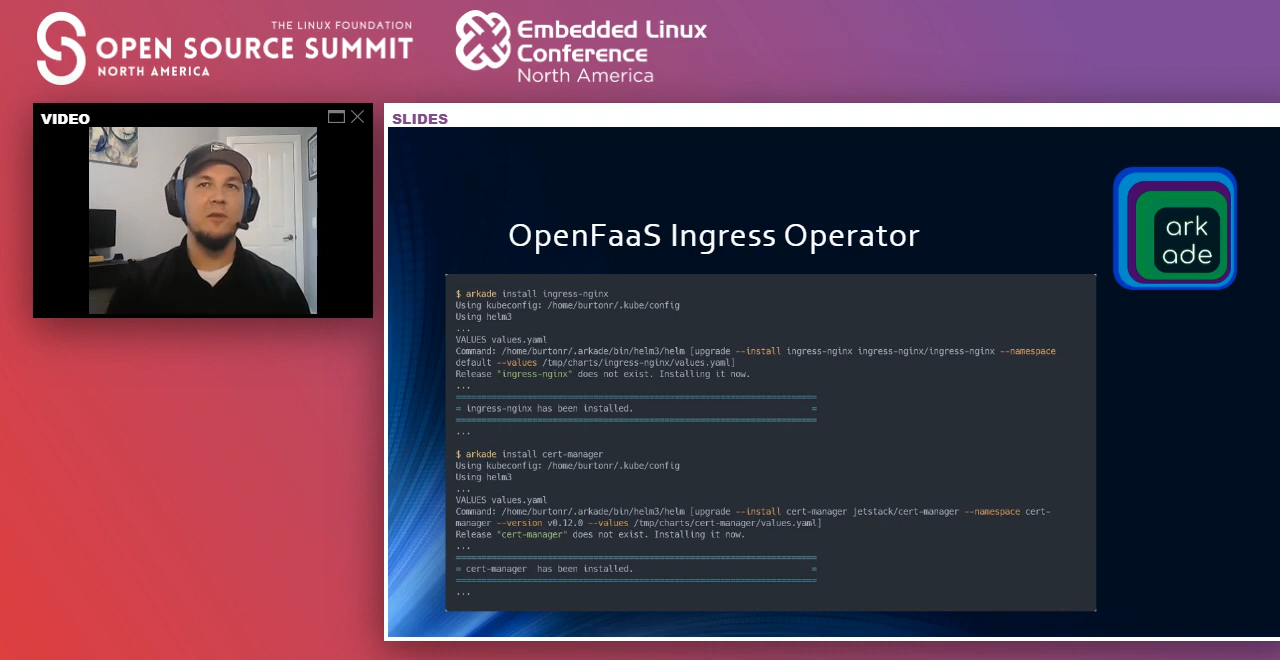 THE LINUX FOUNDATION
OPEN SOURCE SUMMIT
NORTH AMERICA
Embedded Linux
Conference
North America
VIDEO
SLIDES
OpenFaaS Ingress Operator
ark
ade
$ arkade install ingress-nginx
Using kubeconfig: /home/burtonr/.kube/config
Using helm3
...
VALUES values.yaml
Command: /home/burtonr/.arkade/bin/helm3/helm [upgrade --install ingress-nginx ingress-nginx/ingress-nginx --namespace
default --values /tmp/charts/ingress-nginx/values.yaml]
Release "ingress-nginx" does not exist. Installing it now.
...
=======================================================================
= ingress-nginx has been installed.                                   =
=======================================================================
...
$ arkade install cert-manager
Using kubeconfig: /home/burtonr/.kube/config
Using helm3
...
VALUES values.yaml
Command: /home/burtonr/.arkade/bin/helm3/helm [upgrade --install cert-manager jetstack/cert-manager --namespace cert-
manager --version v0.12.0 --values /tmp/charts/cert-manager/values.yaml]
Release "cert-manager" does not exist. Installing it now.
...
=======================================================================
= cert-manager  has been installed.                                   =
=======================================================================
...